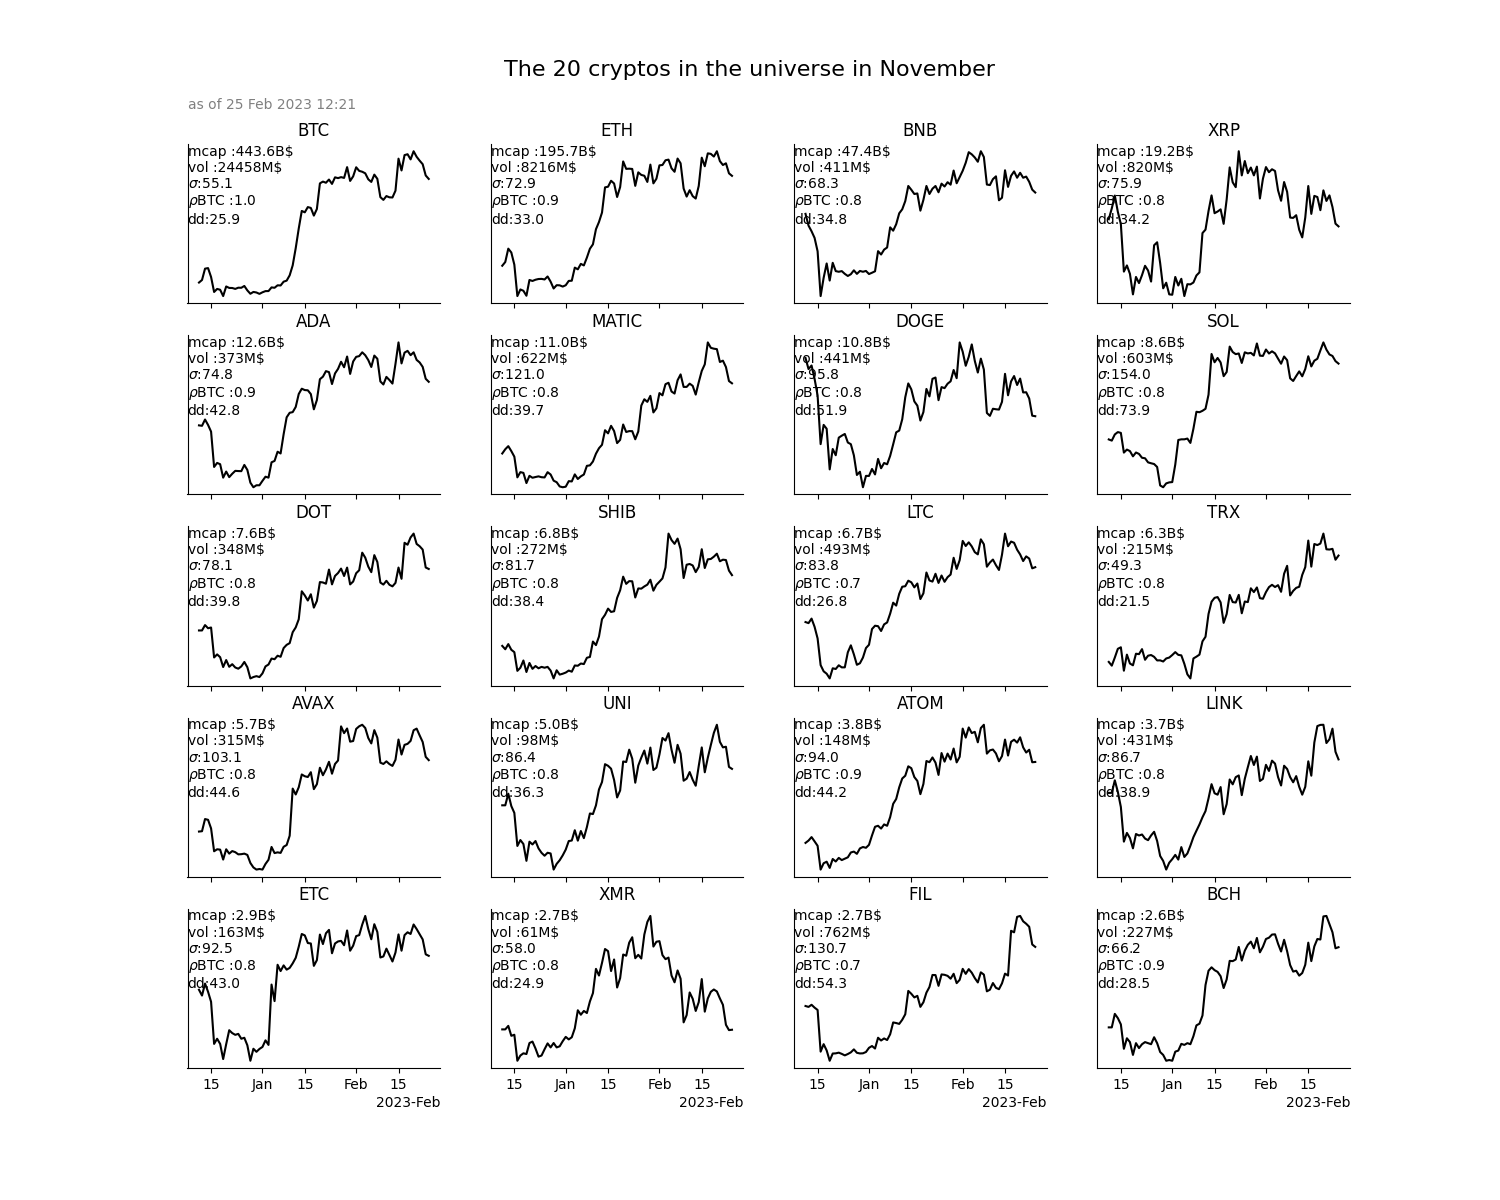 The 20 cryptos in the universe in November
as of 25 Feb 2023 12:21
BTC
mcap :443.6B$
vol :24458M$
σ:55.1
ρBTC :1.0
dd:25.9
ETH
mcap :195.7B$
vol :8216M$
σ:72.9
ρBTC :0.9
dd:33.0
BNB
mcap :47.4B$
vol :411M$
σ:68.3
ρBTC :0.8
dd:34.8
XRP
mcap :19.2B$
vol :820M$
σ:75.9
ρBTC :0.8
dd:34.2
ADA
mcap :12.6B$
vol :373M$
σ:74.8
ρBTC :0.9
dd:42.8
MATIC
mcap :11.0B$
vol :622M$
σ:121.0
ρBTC :0.8
dd:39.7
DOGE
mcap :10.8B$
vol :441M$
σ:95.8
ρBTC :0.8
dd:51.9
SOL
mcap :8.6B$
vol :603M$
σ:154.0
ρBTC :0.8
dd:73.9
DOT
mcap :7.6B$
vol :348M$
σ:78.1
ρBTC :0.8
dd:39.8
SHIB
mcap :6.8B$
vol :272M$
σ:81.7
ρBTC :0.8
dd:38.4
LTC
mcap :6.7B$
vol :493M$
σ:83.8
ρBTC :0.7
dd:26.8
TRX
mcap :6.3B$
vol :215M$
σ:49.3
ρBTC :0.8
dd:21.5
AVAX
mcap :5.7B$
vol :315M$
σ:103.1
ρBTC :0.8
dd:44.6
UNI
mcap :5.0B$
vol :98M$
σ:86.4
ρBTC :0.8
dd:36.3
ATOM
mcap :3.8B$
vol :148M$
σ:94.0
ρBTC :0.9
dd:44.2
LINK
mcap :3.7B$
vol :431M$
σ:86.7
ρBTC :0.8
dd:38.9
ETC
mcap :2.9B$
vol :163M$
σ:92.5
ρBTC :0.8
dd:43.0
XMR
mcap :2.7B$
vol :61M$
σ:58.0
ρBTC :0.8
dd:24.9
FIL
mcap :2.7B$
vol :762M$
σ:130.7
ρBTC :0.7
dd:54.3
BCH
mcap :2.6B$
vol :227M$
σ:66.2
ρBTC :0.9
dd:28.5
15 Jan 15 Feb 15
2023-Feb
15 Jan 15 Feb 15
2023-Feb
15 Jan 15 Feb 15
2023-Feb
15 Jan 15 Feb 15
2023-Feb